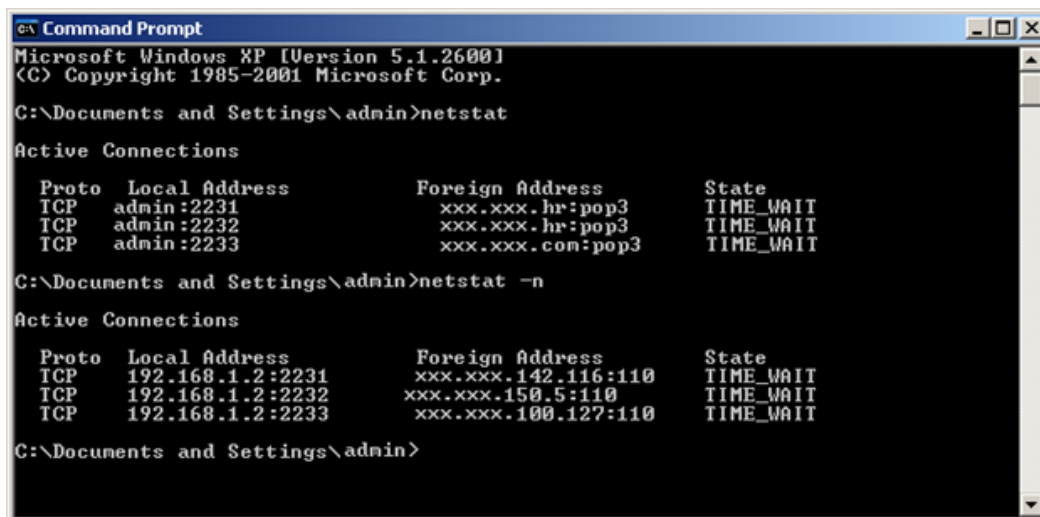 Command Prompt
Microsoft Windows XP [Version 5.1.2600]
(C) Copyright 1985-2001 Microsoft Corp.
C:\Documents and Settings\admin>netstat
Active Connections
Proto Local Address Foreign Address State
TCP admin:2231 xxx.xxx.hr:pop3 TIME_WAIT
TCP admin:2232 xxx.xxx.hr:pop3 TIME_WAIT
TCP admin:2233 xxx.xxx.com:pop3 TIME_WAIT
C:\Documents and Settings\admin>netstat -n
Active Connections
Proto Local Address Foreign Address State
TCP 192.168.1.2:2231 xxx.xxx.142.116:110 TIME_WAIT
TCP 192.168.1.2:2232 xxx.xxx.150.5:110 TIME_WAIT
TCP 192.168.1.2:2233 xxx.xxx.100.127:110 TIME_WAIT
C:\Documents and Settings\admin>